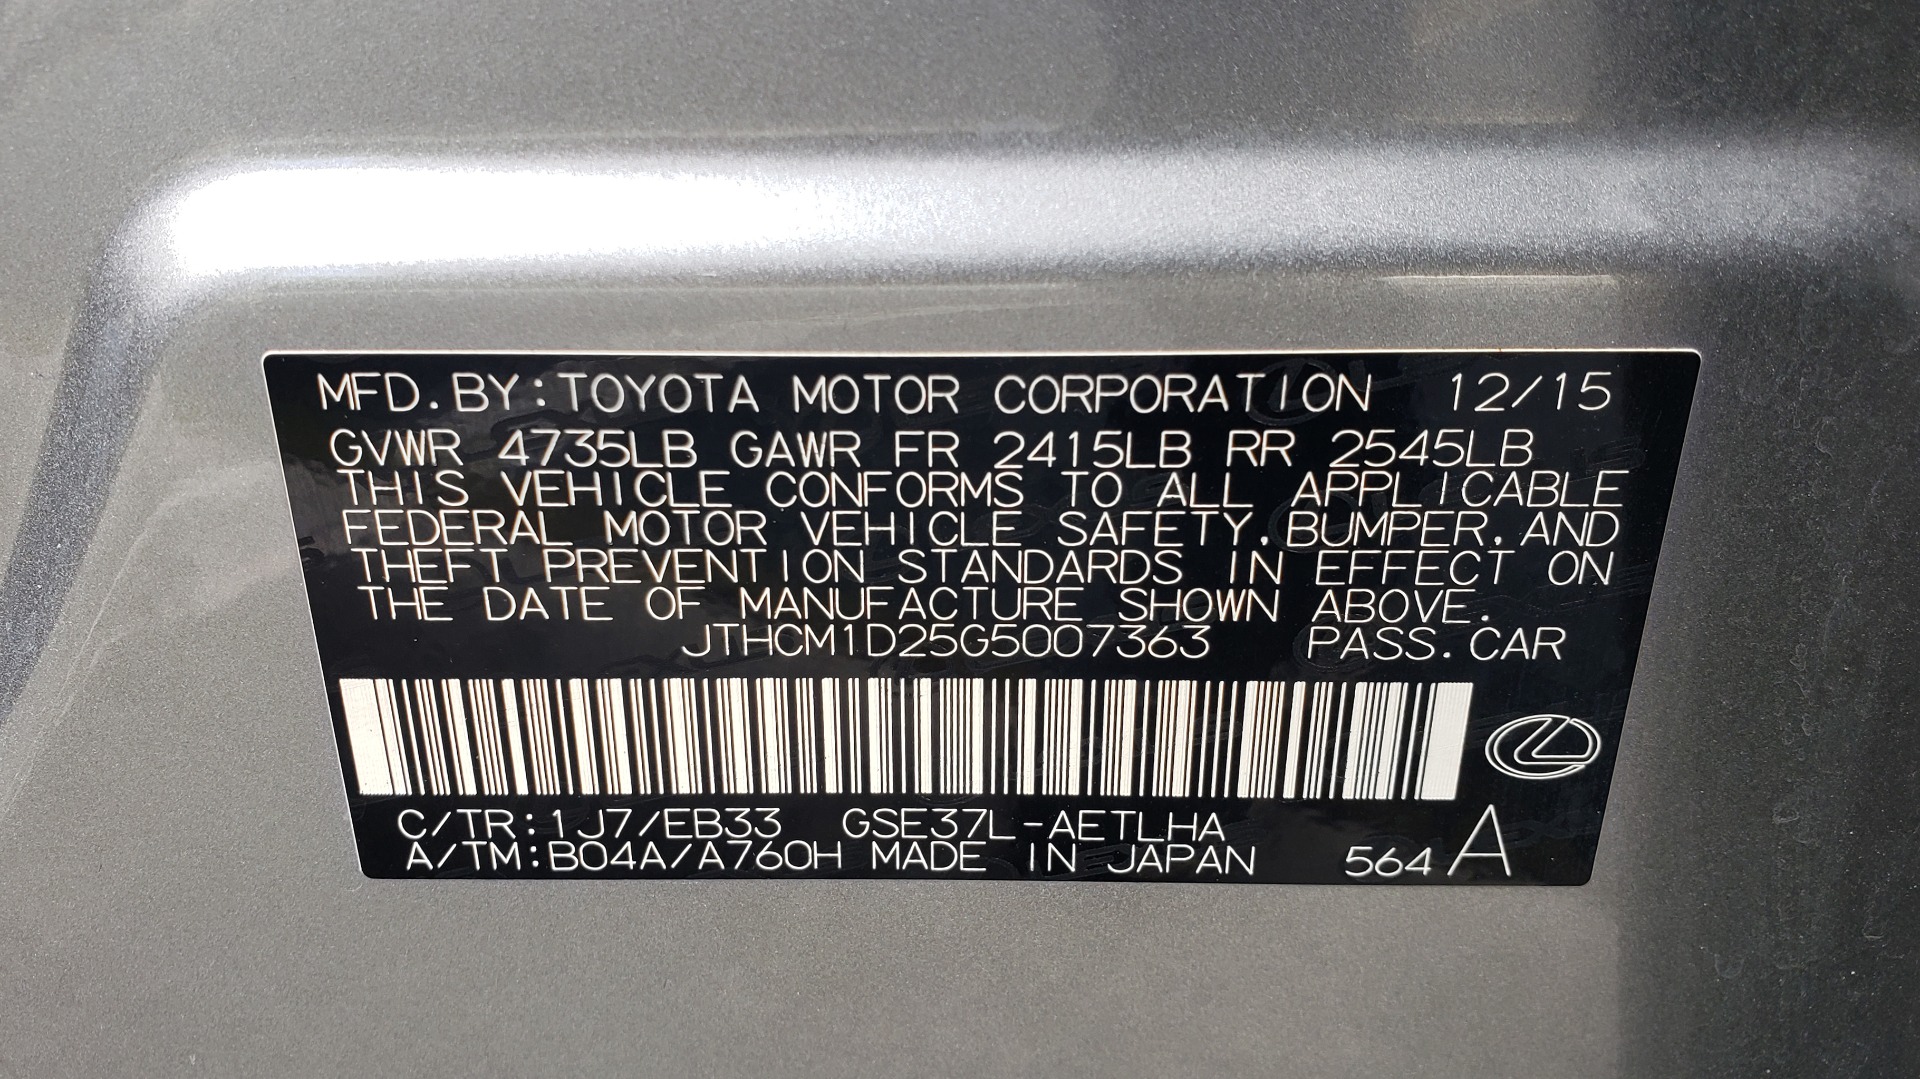 MFD.BY:TOYOTA MOTOR CORPORATION 12/15
GVWR 4735LB GAWR FR 2415LB RR 2545LB
THIS VEHICLE CONFORMS TO ALL APPLICABLE
FEDERAL MOTOR VEHICLE SAFETY,BUMPER,AND
THEFT PREVENTION STANDARDS IN EFFECT ON
THE DATE OF MANUFACTURE SHOWN ABOVE.
JTHCM1D25G5007363 PASS.CAR
C/TR:1J7/EB33 GSE37L-AETLHA
A/TM:B04A/A760H MADE IN JAPAN 564 A